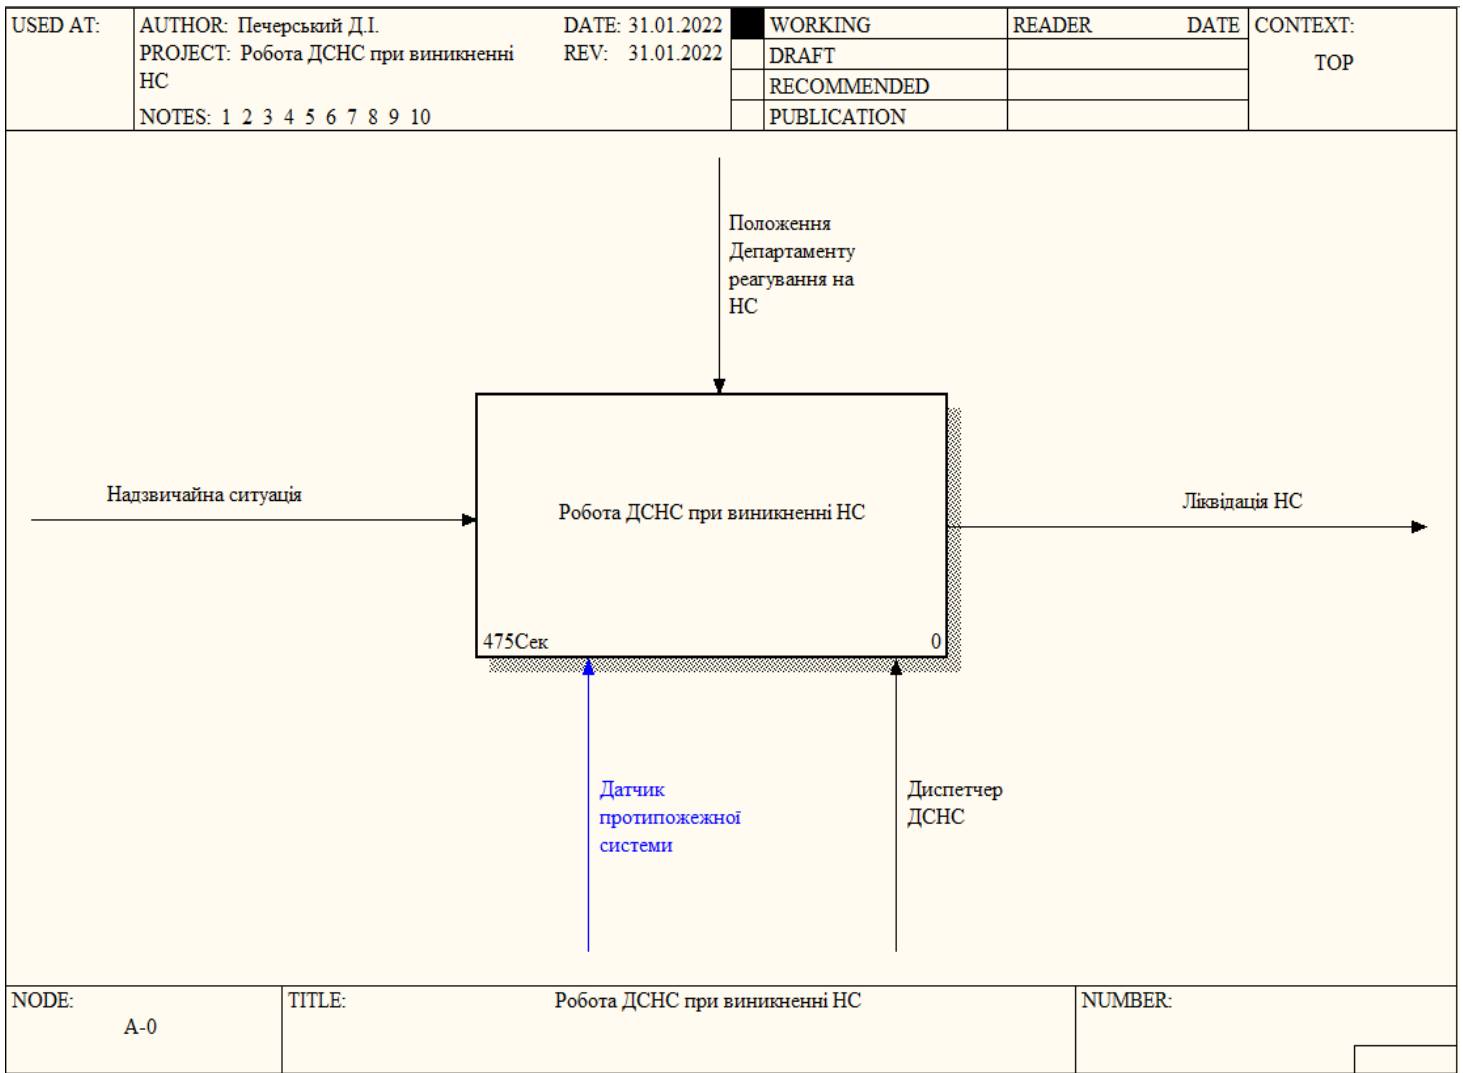 USED AT:
AUTHOR: Печерський Д.І.
DATE: 31.01.2022
PROJECT: Робота ДСНС при виникненні
НС
REV: 31.01.2022
NOTES: 1 2 3 4 5 6 7 8 9 10
WORKING
DRAFT
RECOMMENDED
PUBLICATION
READER DATE
CONTEXT:
TOP
Положення
Департаменту
реагування на
НС
Надзвичайна ситуація
Робота ДСНС при виникненні НС
475Сек 0
Ліквідація НС
Датчик
протипожежної
системи
Диспетчер
ДСНС
NODE:
A-0
TITLE:
Робота ДСНС при виникненні НС
NUMBER: